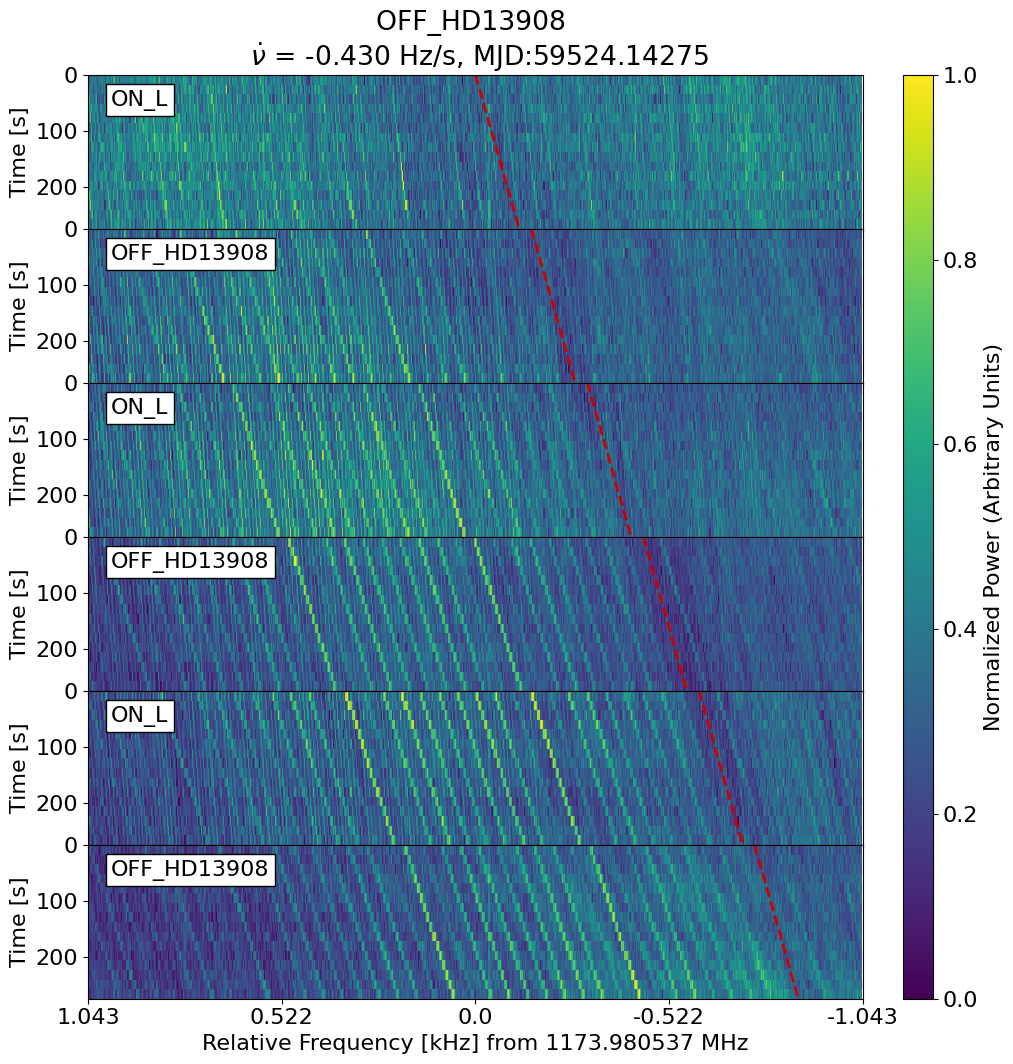 OFF_HD13908
ν̇ = -0.430 Hz/s, MJD:59524.14275
ON_L
OFF_HD13908
ON_L
OFF_HD13908
ON_L
OFF_HD13908
Time [s]
0
100
200
Time [s]
0
100
200
Time [s]
0
100
200
Time [s]
0
100
200
Time [s]
0
100
200
Time [s]
0
100
200
1.043
0.522
0.0
-0.522
-1.043
Relative Frequency [kHz] from 1173.980537 MHz
1.0
0.8
0.6
0.4
0.2
0.0
Normalized Power (Arbitrary Units)